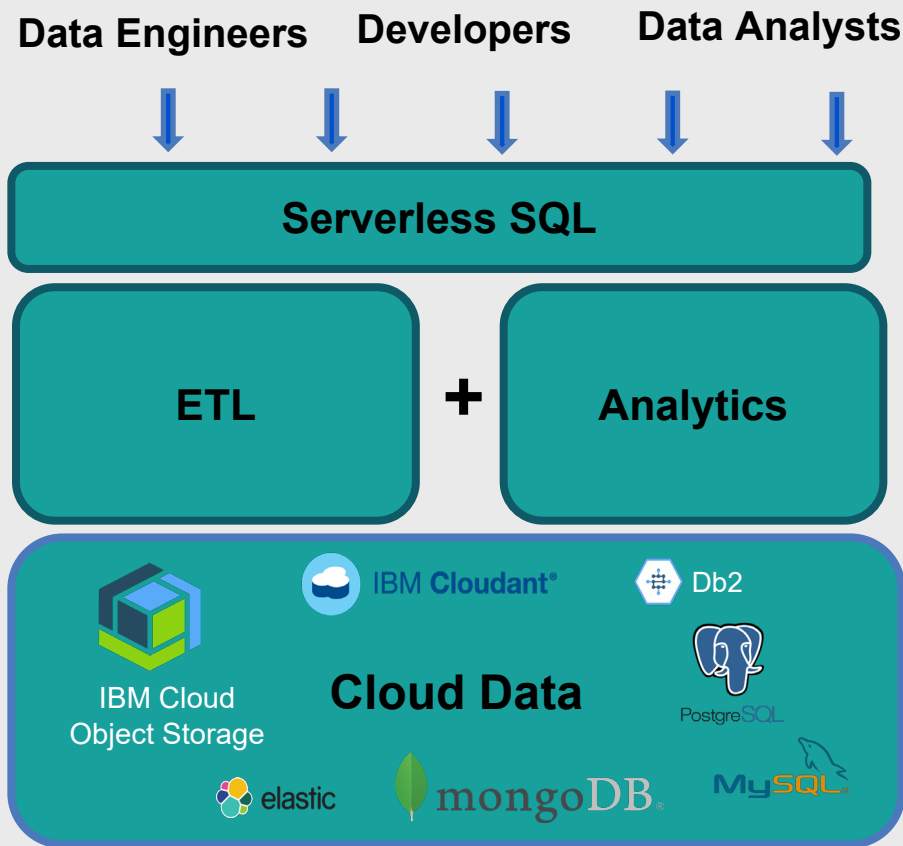 Data Engineers Developers Data Analysts
Serverless SQL
ETL + Analytics
IBM Cloudant® Db2
IBM Cloud
Object Storage
Cloud Data
PostgreSQL
elastic
mongoDB®
MySQL®